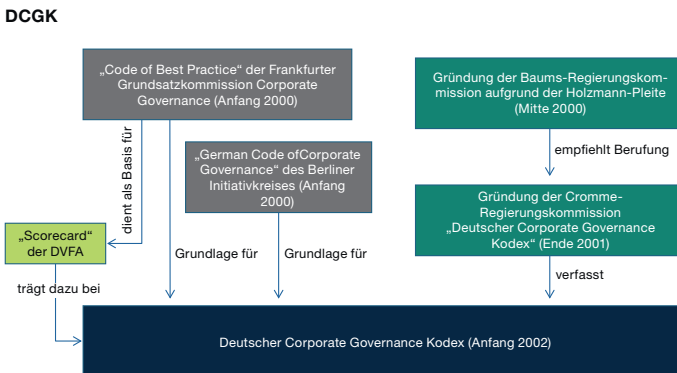 DCGK
„Code of Best Practice“ der Frankfurter
Grundsatzkommission Corporate
Governance (Anfang 2000)
Gründung der Baums-Regierungskom-
mission aufgrund der Holzmann-Pleite
(Mitte 2000)
dient als Basis für
„German Code ofCorporate
Governance“ des Berliner
Initiativkreises (Anfang
2000)
empfiehlt Berufung
Gründung der Cromme-
Regierungskommission
„Deutscher Corporate Governance
Kodex“ (Ende 2001)
„Scorecard“
der DVFA
Grundlage für
Grundlage für
verfasst
trägt dazu bei
Deutscher Corporate Governance Kodex (Anfang 2002)